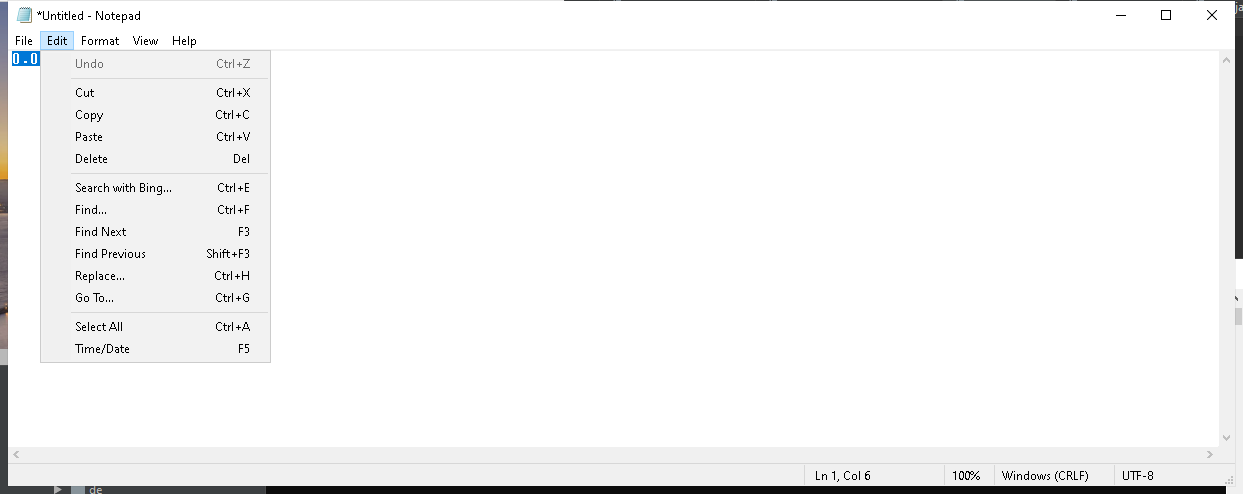 *Untitled - Notepad
File Edit Format View Help
0.0
Undo Ctrl+Z
Cut Ctrl+X
Copy Ctrl+C
Paste Ctrl+V
Delete Del
Search with Bing... Ctrl+E
Find... Ctrl+F
Find Next F3
Find Previous Shift+F3
Replace... Ctrl+H
Go To... Ctrl+G
Select All Ctrl+A
Time/Date F5
Ln 1, Col 6 100% Windows (CRLF) UTF-8
de